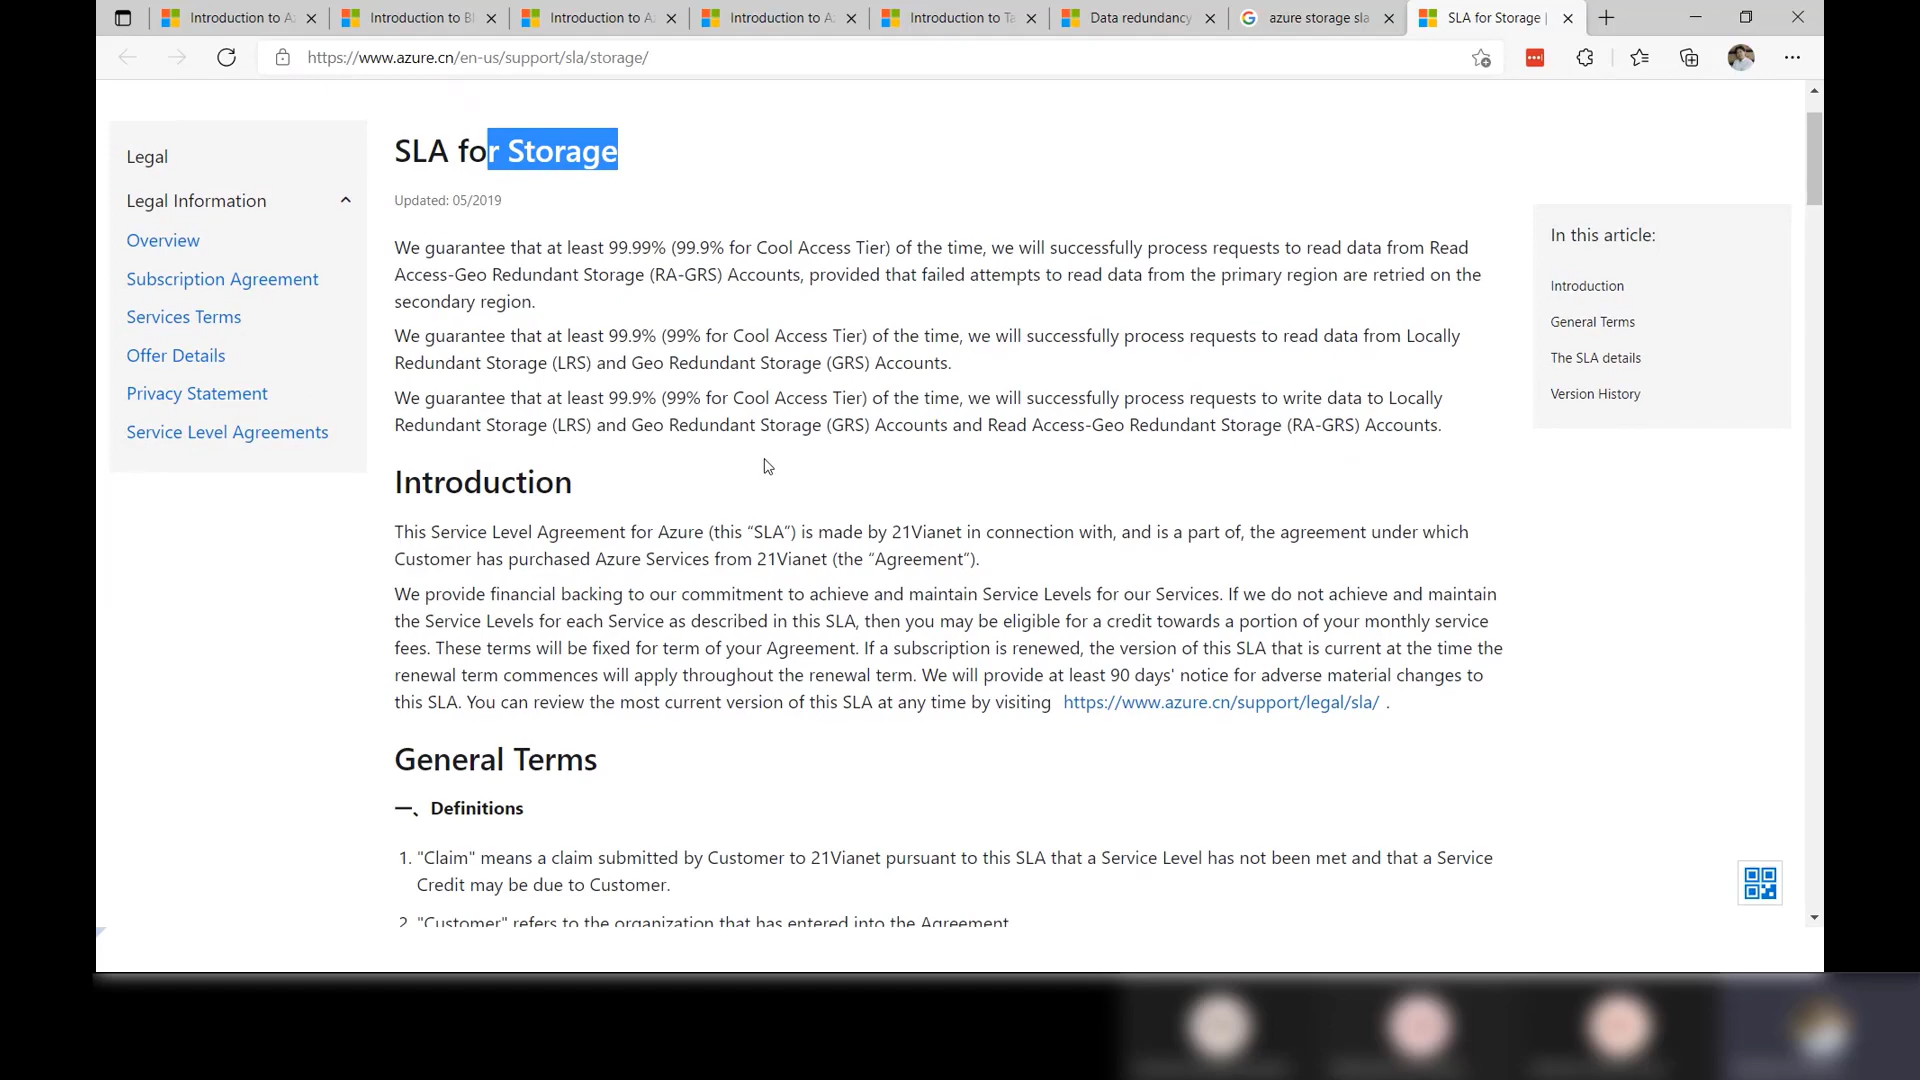 Introduction to A
Introduction to Bl
Introduction to A
Introduction to A
Introduction to Ta
Data redundancy
azure storage sla
SLA for Storage |
https://www.azure.cn/en-us/support/sla/storage/
Legal
Legal Information
Overview
Subscription Agreement
Services Terms
Offer Details
Privacy Statement
Service Level Agreements
SLA for Storage
Updated: 05/2019
We guarantee that at least 99.99% (99.9% for Cool Access Tier) of the time, we will successfully process requests to read data from Read
Access-Geo Redundant Storage (RA-GRS) Accounts, provided that failed attempts to read data from the primary region are retried on the
secondary region.
We guarantee that at least 99.9% (99% for Cool Access Tier) of the time, we will successfully process requests to read data from Locally
Redundant Storage (LRS) and Geo Redundant Storage (GRS) Accounts.
We guarantee that at least 99.9% (99% for Cool Access Tier) of the time, we will successfully process requests to write data to Locally
Redundant Storage (LRS) and Geo Redundant Storage (GRS) Accounts and Read Access-Geo Redundant Storage (RA-GRS) Accounts.
Introduction
This Service Level Agreement for Azure (this “SLA”) is made by 21Vianet in connection with, and is a part of, the agreement under which
Customer has purchased Azure Services from 21Vianet (the “Agreement”).
We provide financial backing to our commitment to achieve and maintain Service Levels for our Services. If we do not achieve and maintain
the Service Levels for each Service as described in this SLA, then you may be eligible for a credit towards a portion of your monthly service
fees. These terms will be fixed for term of your Agreement. If a subscription is renewed, the version of this SLA that is current at the time the
renewal term commences will apply throughout the renewal term. We will provide at least 90 days' notice for adverse material changes to
this SLA. You can review the most current version of this SLA at any time by visiting https://www.azure.cn/support/legal/sla/ .
General Terms
一、Definitions
1. "Claim" means a claim submitted by Customer to 21Vianet pursuant to this SLA that a Service Level has not been met and that a Service
Credit may be due to Customer.
2 "Customer" refers to the organization that has entered into the Agreement
In this article:
Introduction
General Terms
The SLA details
Version History